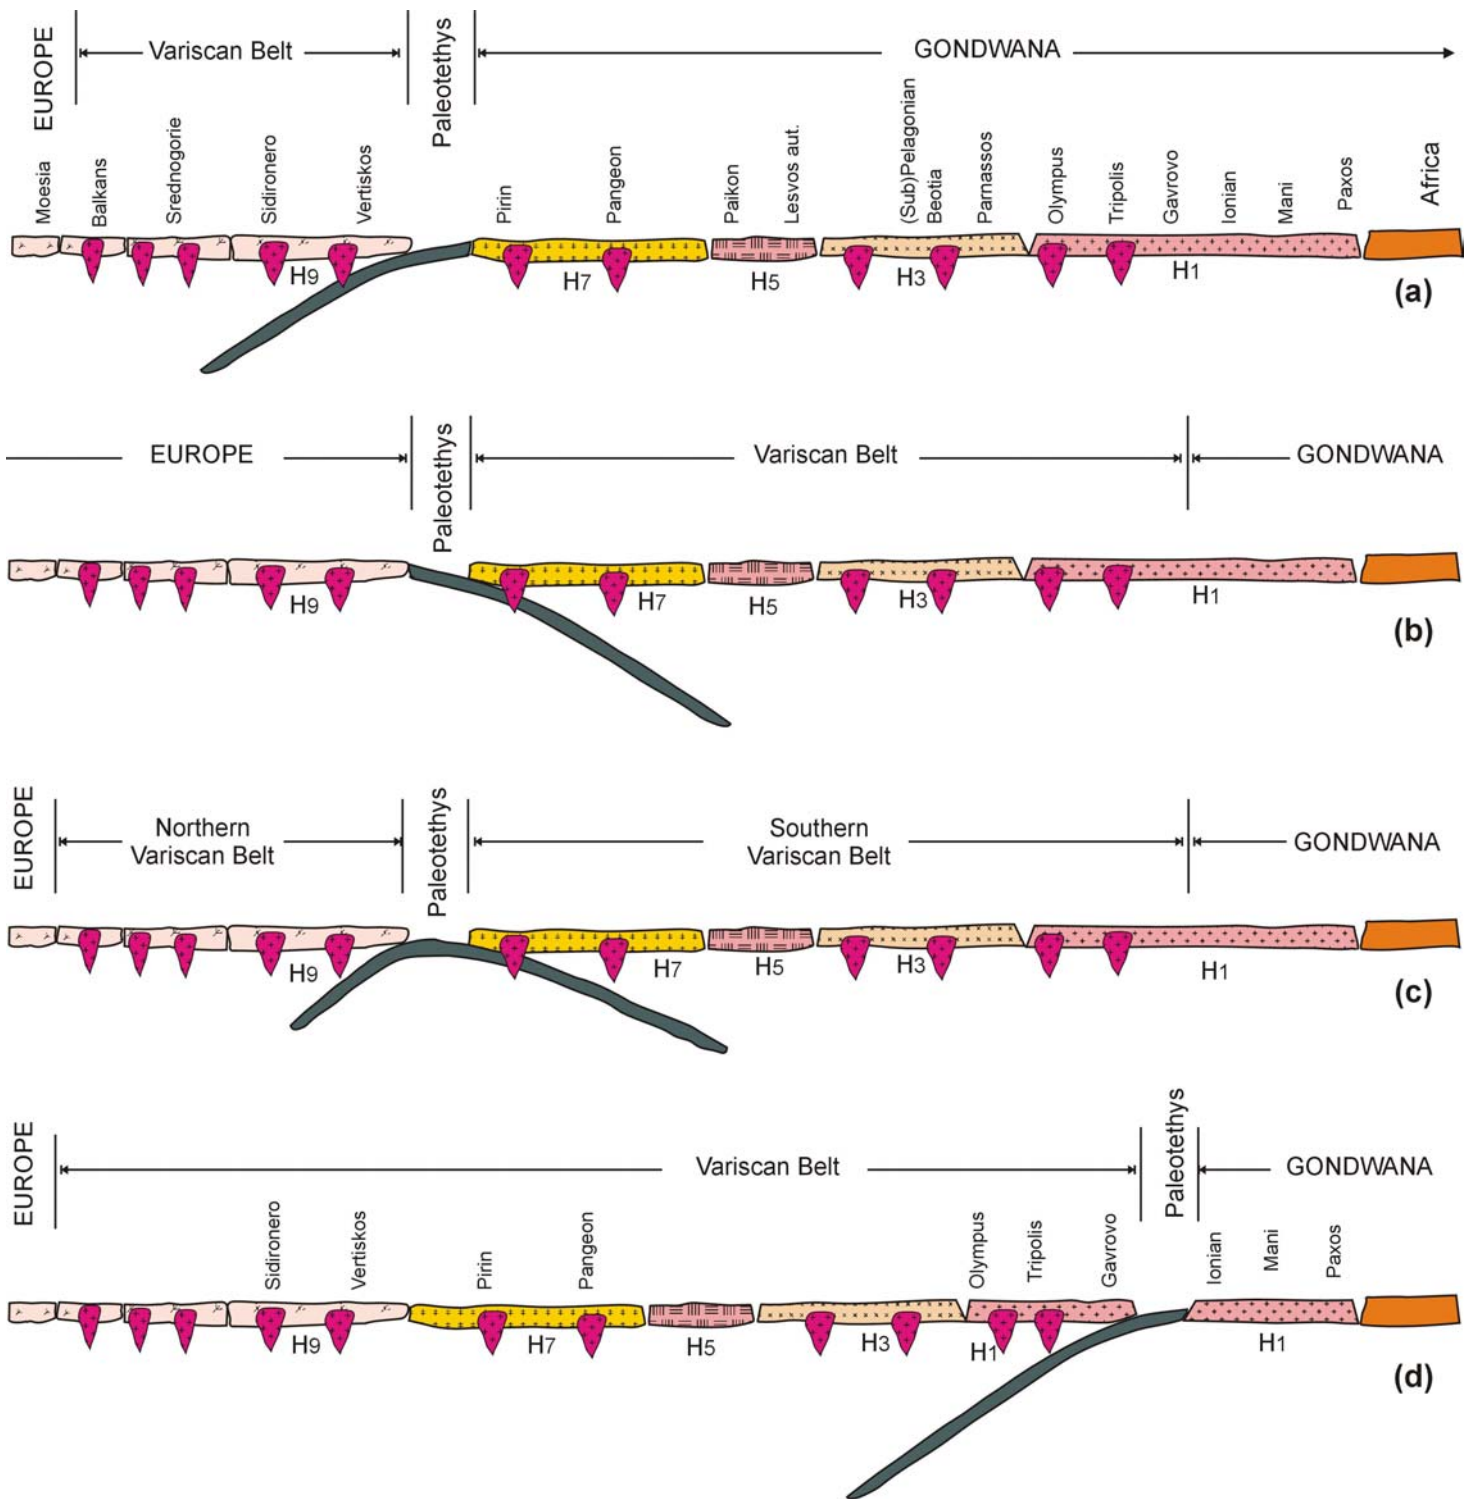 EUROPE
Variscan Belt
Paleotethys
GONDWANA
Moesia
Balkans
Srednogorie
Sidironero
Vertiskos
Pirin
Pangeon
Paikon
Lesvos aut.
(Sub)Pelagonian
Beotia
Parnassos
Olympus
Tripolis
Gavrovo
Ionian
Mani
Paxos
Africa
H9
H7
H5
H3
H1
(a)
EUROPE
Paleotethys
Variscan Belt
GONDWANA
H9
H7
H5
H3
H1
(b)
EUROPE
Northern
Variscan Belt
Paleotethys
Southern
Variscan Belt
GONDWANA
H9
H7
H5
H3
H1
(c)
EUROPE
Variscan Belt
Paleotethys
GONDWANA
Sidironero
Vertiskos
Pirin
Pangeon
Olympus
Tripolis
Gavrovo
Ionian
Mani
Paxos
H9
H7
H5
H3
H1
H1
(d)